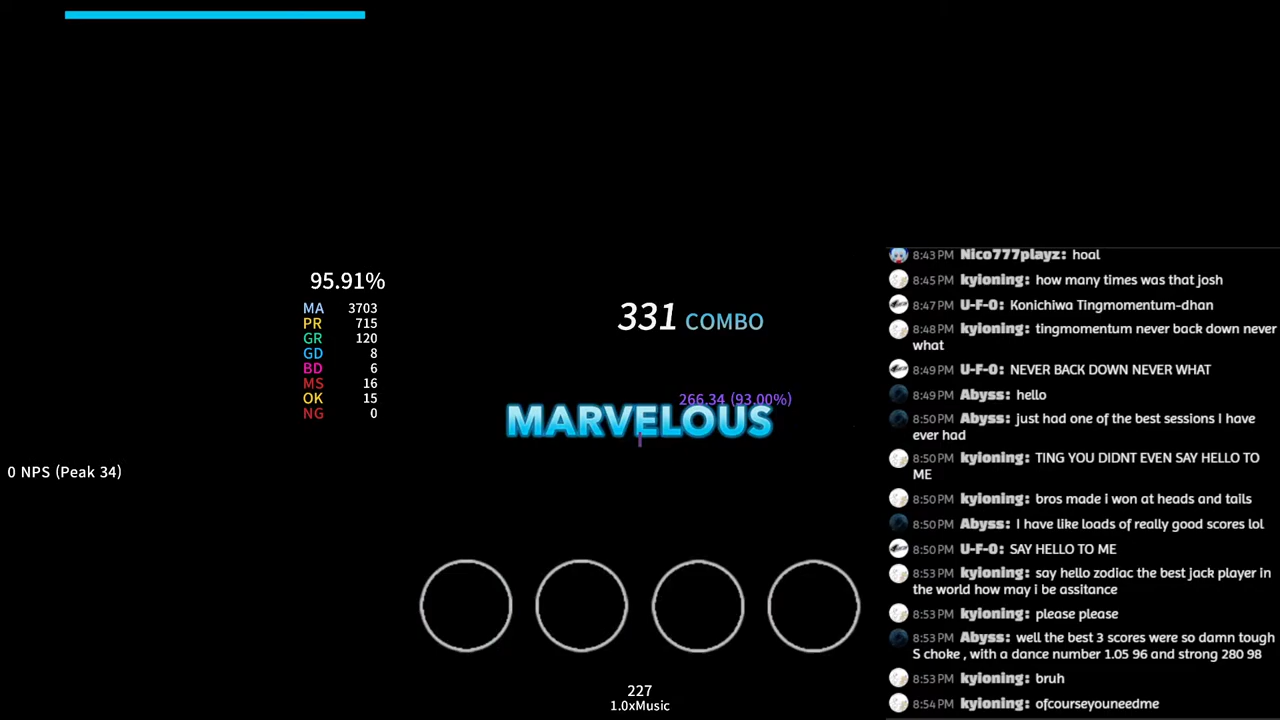 95.91%
MA 3703
PR 715
GR 120
GD 8
BD 6
MS 16
OK 15
NG 0
0 NPS (Peak 34)
331 COMBO
266.34 (93.00%)
MARVELOUS
227
1.0xMusic
8:43 PM Nico777playz: hoal
8:45 PM kyloning: how many times was that josh
8:47 PM U-F-O: Konichiwa Tingmomentum-dhan
8:48 PM kyloning: tingmomentum never back down never
what
8:49 PM U-F-O: NEVER BACK DOWN NEVER WHAT
8:49 PM Abyss: hello
8:50 PM Abyss: just had one of the best sessions I have
ever had
8:50 PM kyloning: TING YOU DIDNT EVEN SAY HELLO TO
ME
8:50 PM kyloning: bros made i won at heads and tails
8:50 PM Abyss: I have like loads of really good scores lol
8:50 PM U-F-O: SAY HELLO TO ME
8:53 PM kyloning: say hello zodiac the best jack player in
the world how may i be assitance
8:53 PM kyloning: please please
8:53 PM Abyss: well the best 3 scores were so damn tough
S choke , with a dance number 1.05 96 and strong 280 98
8:53 PM kyloning: bruh
8:54 PM kyloning: ofcourseyouneedme